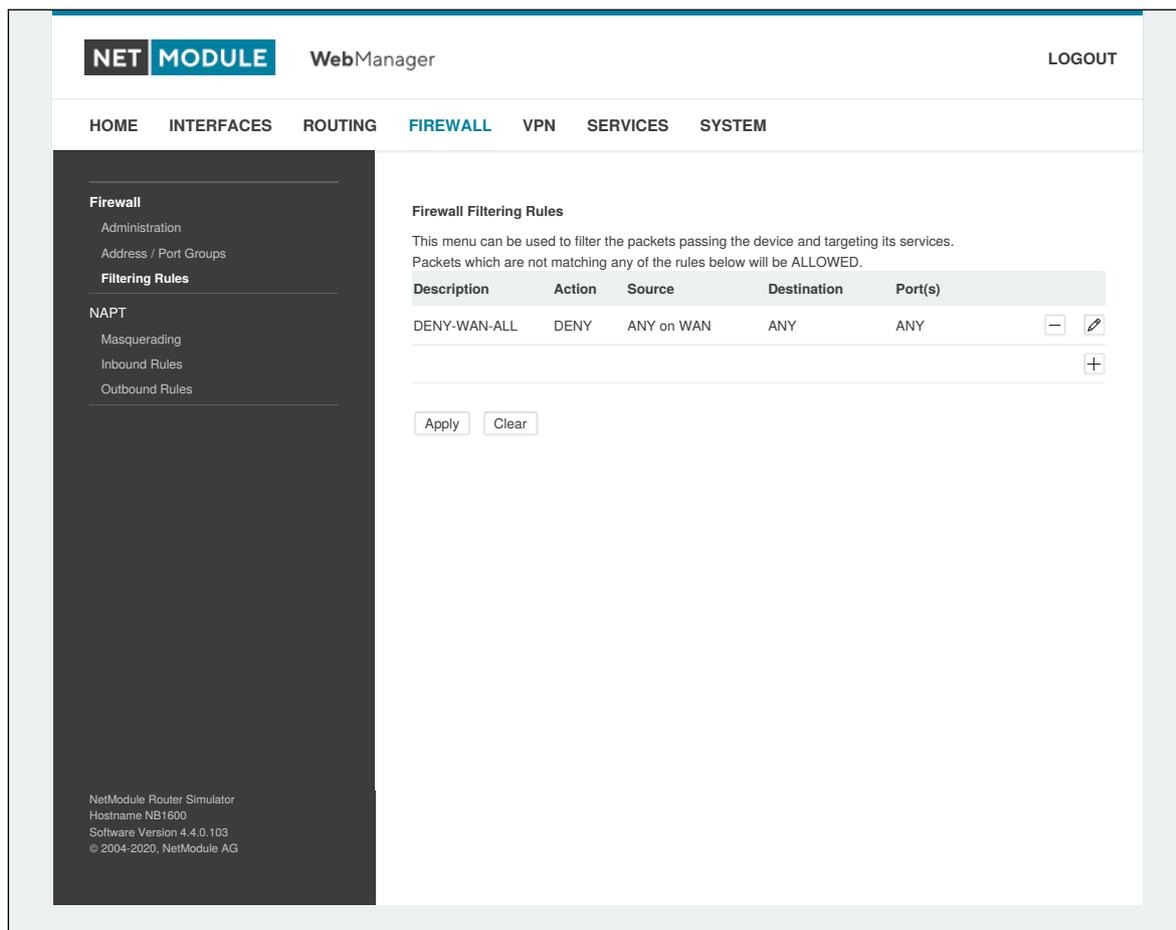 NET MODULE WebManager LOGOUT
HOME INTERFACES ROUTING FIREWALL VPN SERVICES SYSTEM
Firewall
Administration
Address / Port Groups
Filtering Rules
NAPT
Masquerading
Inbound Rules
Outbound Rules
Firewall Filtering Rules
This menu can be used to filter the packets passing the device and targeting its services.
Packets which are not matching any of the rules below will be ALLOWED.
Description Action Source Destination Port(s)
DENY-WAN-ALL DENY ANY on WAN ANY ANY
Apply Clear
NetModule Router Simulator
Hostname NB1600
Software Version 4.4.0.103
© 2004-2020, NetModule AG